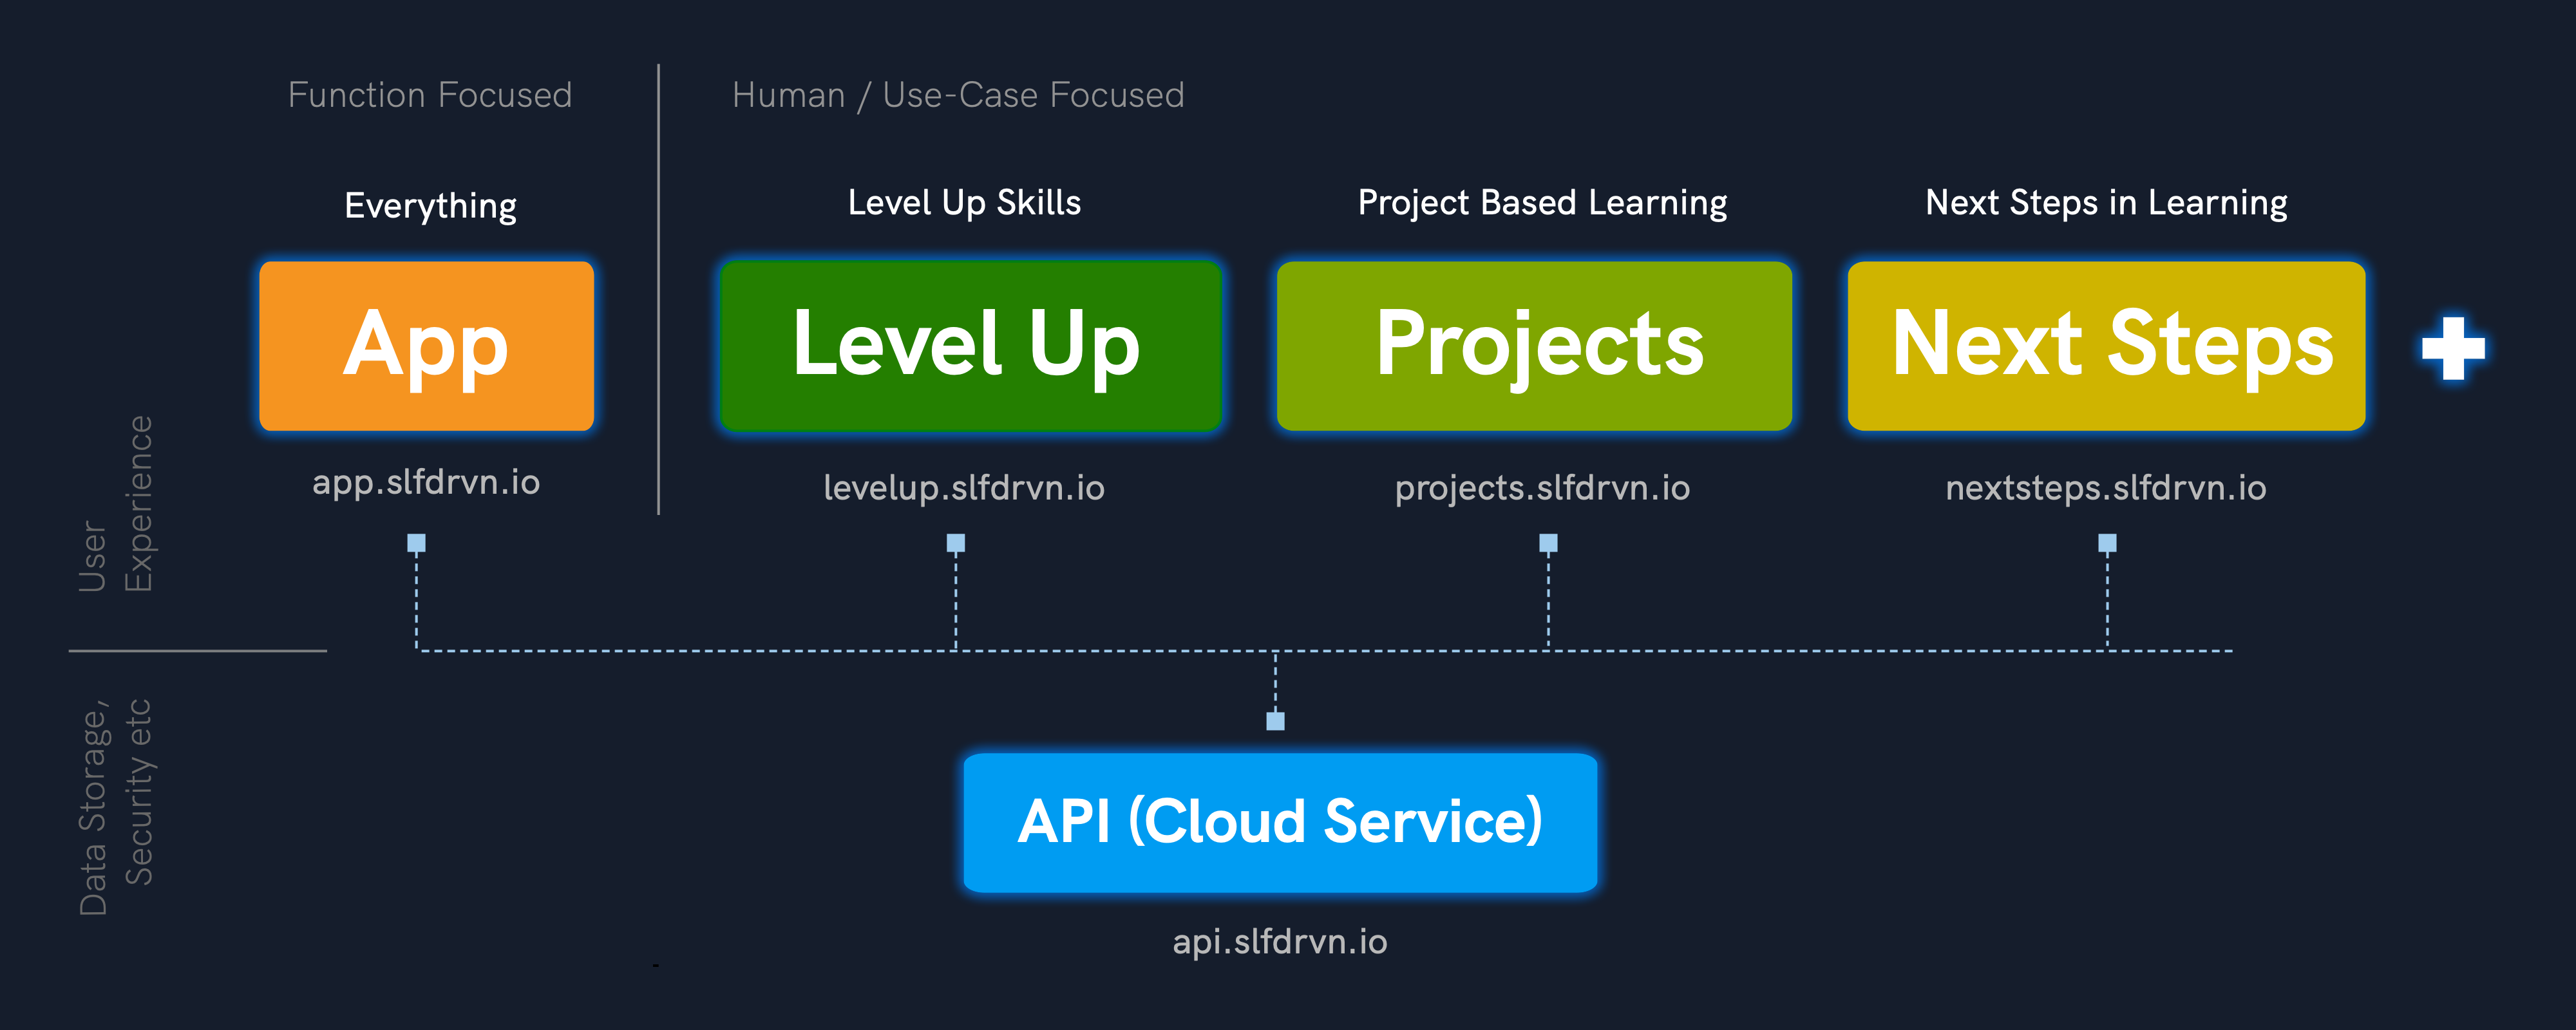 Function Focused
Human / Use-Case Focused
Everything
Level Up Skills
Project Based Learning
Next Steps in Learning
App
Level Up
Projects
Next Steps
app.slfdrvn.io
levelup.slfdrvn.io
projects.slfdrvn.io
nextsteps.slfdrvn.io
User
Experience
Data Storage,
Security etc
API (Cloud Service)
api.slfdrvn.io